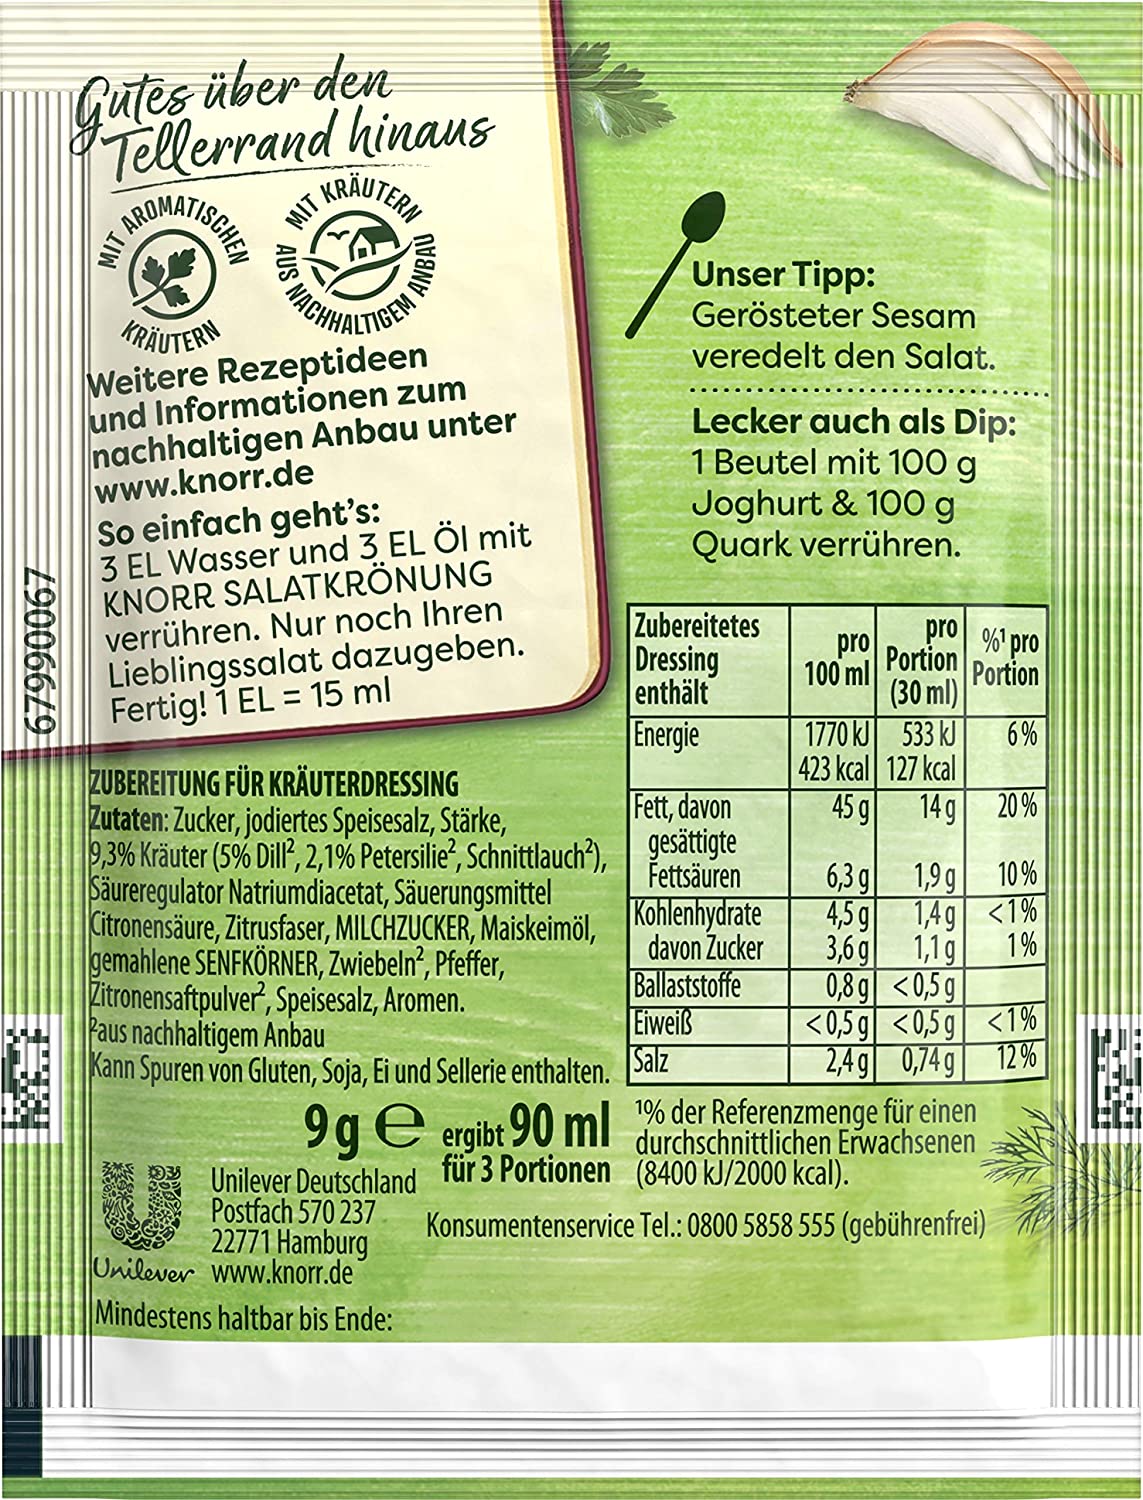 Gutes über den
Tellerrand hinaus
MIT AROMATISCHEN
KRÄUTERN
MIT KRÄUTERN
AUS NACHHALTIGEM ANBAU
Weitere Rezeptideen
und Informationen zum
nachhaltigen Anbau unter
www.knorr.de
So einfach geht's:
3 EL Wasser und 3 EL Öl mit
KNORR SALATKRÖNUNG
verrühren. Nur noch Ihren
Lieblingssalat dazugeben.
Fertig! 1 EL = 15 ml
Unser Tipp:
Gerösteter Sesam
veredelt den Salat.
Lecker auch als Dip:
1 Beutel mit 100 g
Joghurt & 100 g
Quark verrühren.
67990067
ZUBEREITUNG FÜR KRÄUTERDRESSING
Zutaten: Zucker, jodiertes Speisesalz, Stärke,
9,3% Kräuter (5% Dill², 2,1% Petersilie², Schnittlauch²),
Säureregulator Natriumdiacetat, Säuerungsmittel
Citronensäure, Zitrusfaser, MILCHZUCKER, Maiskeimöl,
gemahlene SENFKÖRNER, Zwiebeln², Pfeffer,
Zitronensaftpulver², Speisesalz, Aromen.
²aus nachhaltigem Anbau
Kann Spuren von Gluten, Soja, Ei und Sellerie enthalten.
Zubereitetes Dressing enthält pro 100 ml pro Portion (30 ml) %¹ pro Portion
Energie 1770 kJ 533 kJ 6%
423 kcal 127 kcal
Fett, davon 45 g 14 g 20%
gesättigte
Fettsäuren 6,3 g 1,9 g 10%
Kohlenhydrate 4,5 g 1,4 g <1%
davon Zucker 3,6 g 1,1 g 1%
Ballaststoffe 0,8 g <0,5 g
Eiweiß <0,5 g <0,5 g <1%
Salz 2,4 g 0,74 g 12%
¹% der Referenzmenge für einen
durchschnittlichen Erwachsenen
(8400 kJ/2000 kcal).
9 g e ergibt 90 ml
für 3 Portionen
Unilever
Unilever Deutschland
Postfach 570 237
22771 Hamburg
www.knorr.de
Konsumentenservice Tel.: 0800 5858 555 (gebührenfrei)
Mindestens haltbar bis Ende: